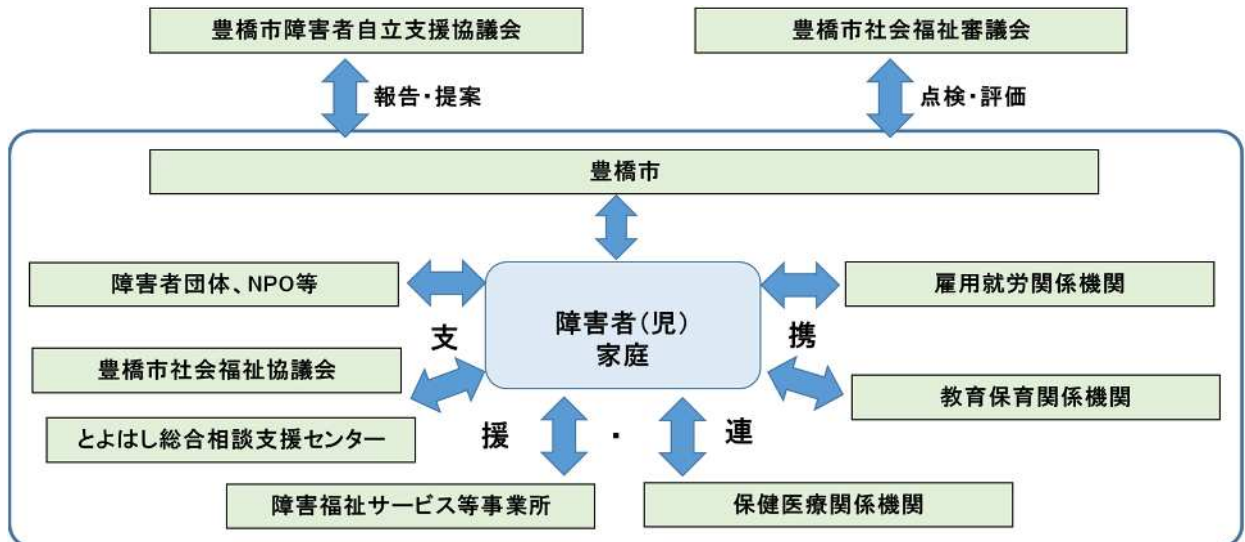 豊橋市障害者自立支援協議会
豊橋市社会福祉審議会
報告・提案
点検・評価
豊橋市
障害者団体、NPO等
雇用就労関係機関
障害者（児）
家庭
支
携
豊橋市社会福祉協議会
教育保育関係機関
とよはし総合相談支援センター
援
・
連
障害福祉サービス等事業所
保健医療関係機関